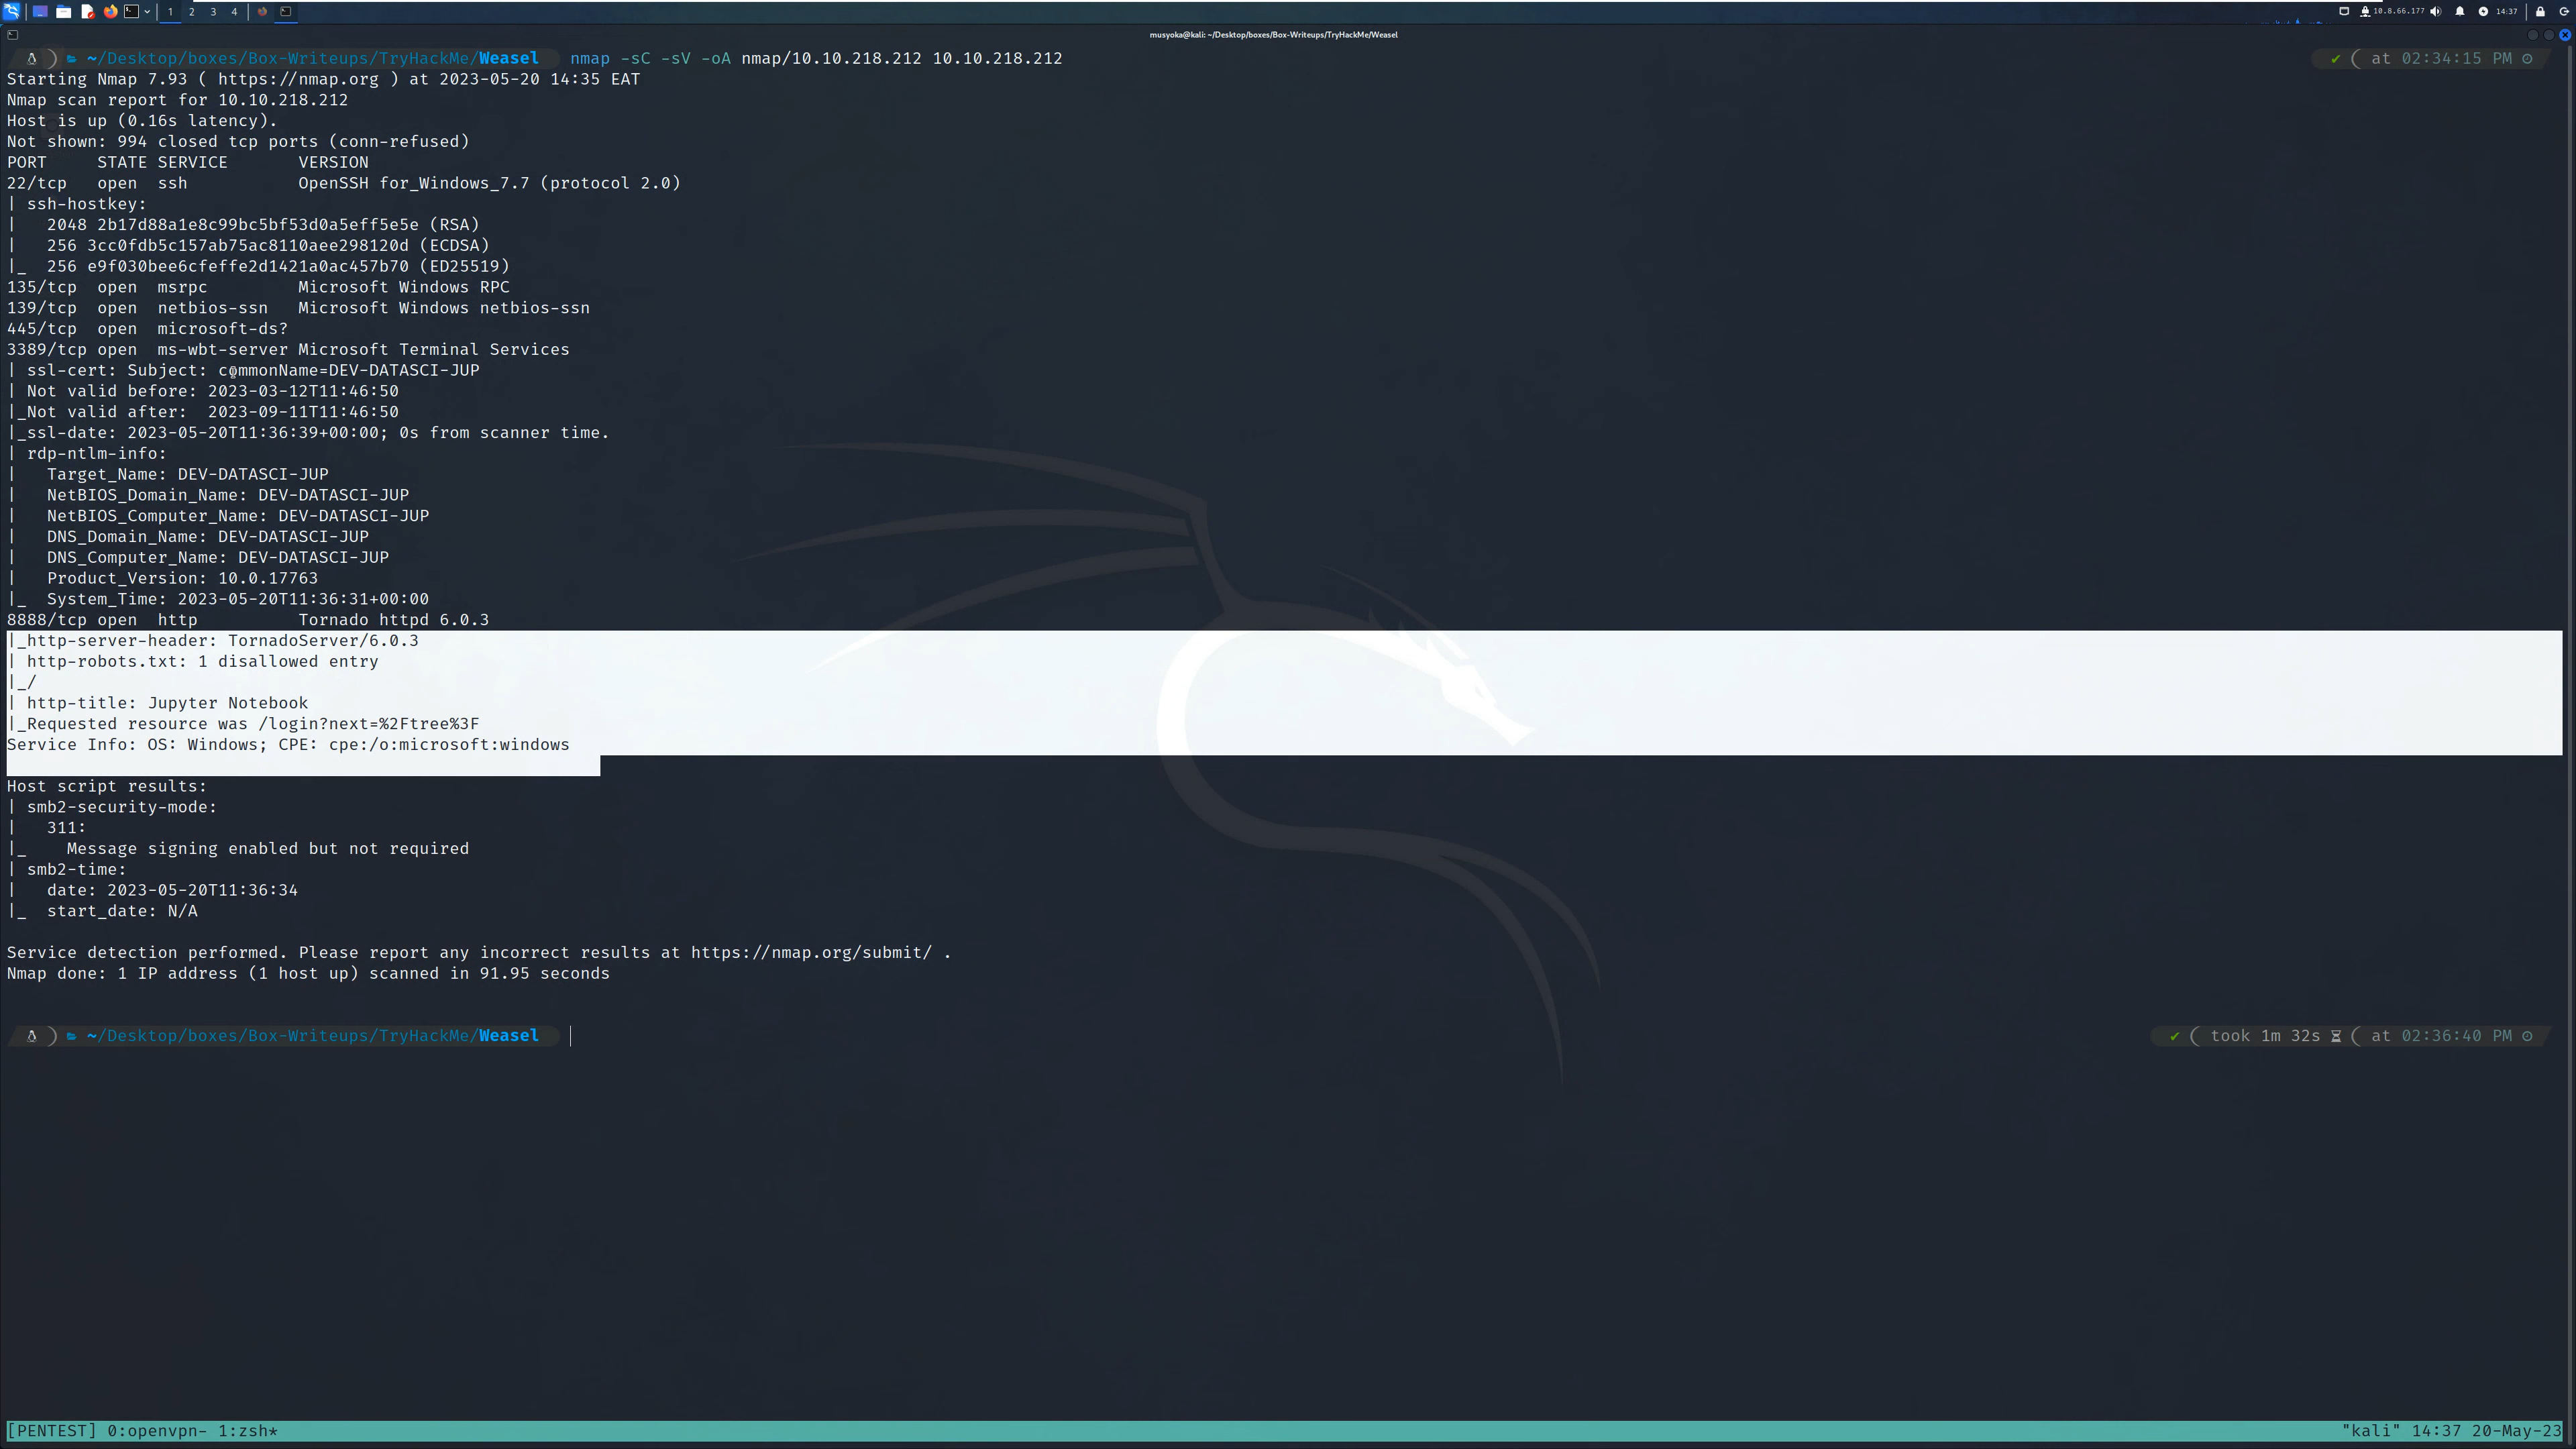 1 2 3 4 10.8.66.177 14:37
musyoka@kali: ~/Desktop/boxes/Box-Writeups/TryHackMe/Weasel
~/Desktop/boxes/Box-Writeups/TryHackMe/Weasel nmap -sC -sV -oA nmap/10.10.218.212 10.10.218.212 ✔ at 02:34:15 PM
Starting Nmap 7.93 ( https://nmap.org ) at 2023-05-20 14:35 EAT
Nmap scan report for 10.10.218.212
Host is up (0.16s latency).
Not shown: 994 closed tcp ports (conn-refused)
PORT     STATE SERVICE       VERSION
22/tcp   open  ssh           OpenSSH for_Windows_7.7 (protocol 2.0)
| ssh-hostkey:
|   2048 2b17d88a1e8c99bc5bf53d0a5eff5e5e (RSA)
|   256 3cc0fdb5c157ab75ac8110aee298120d (ECDSA)
|_  256 e9f030bee6cfeffe2d1421a0ac457b70 (ED25519)
135/tcp  open  msrpc         Microsoft Windows RPC
139/tcp  open  netbios-ssn   Microsoft Windows netbios-ssn
445/tcp  open  microsoft-ds?
3389/tcp open  ms-wbt-server Microsoft Terminal Services
| ssl-cert: Subject: commonName=DEV-DATASCI-JUP
| Not valid before: 2023-03-12T11:46:50
|_Not valid after:  2023-09-11T11:46:50
|_ssl-date: 2023-05-20T11:36:39+00:00; 0s from scanner time.
| rdp-ntlm-info:
|   Target_Name: DEV-DATASCI-JUP
|   NetBIOS_Domain_Name: DEV-DATASCI-JUP
|   NetBIOS_Computer_Name: DEV-DATASCI-JUP
|   DNS_Domain_Name: DEV-DATASCI-JUP
|   DNS_Computer_Name: DEV-DATASCI-JUP
|   Product_Version: 10.0.17763
|_  System_Time: 2023-05-20T11:36:31+00:00
8888/tcp open  http          Tornado httpd 6.0.3
|_http-server-header: TornadoServer/6.0.3
| http-robots.txt: 1 disallowed entry
|_/
| http-title: Jupyter Notebook
|_Requested resource was /login?next=%2Ftree%3F
Service Info: OS: Windows; CPE: cpe:/o:microsoft:windows
Host script results:
| smb2-security-mode:
|   311:
|_    Message signing enabled but not required
| smb2-time:
|   date: 2023-05-20T11:36:34
|_  start_date: N/A
Service detection performed. Please report any incorrect results at https://nmap.org/submit/ .
Nmap done: 1 IP address (1 host up) scanned in 91.95 seconds
~/Desktop/boxes/Box-Writeups/TryHackMe/Weasel ✔ took 1m 32s at 02:36:40 PM
[PENTEST] 0:openvpn- 1:zsh* "kali" 14:37 20-May-23